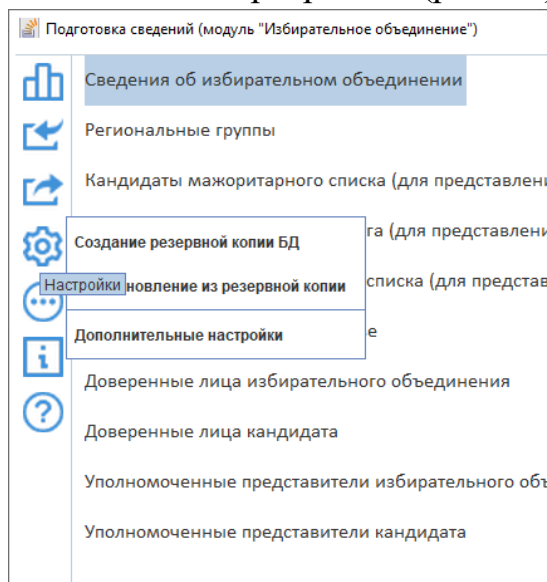 Подготовка сведений (модуль "Избирательное объединение")
Сведения об избирательном объединении
Региональные группы
Кандидаты мажоритарного списка (для представлени
га (для представлени
Создание резервной копии БД
списка (для представ
Настройки новление из резервной копии
е
Дополнительные настройки
Доверенные лица избирательного объединения
Доверенные лица кандидата
Уполномоченные представители избирательного объ
Уполномоченные представители кандидата